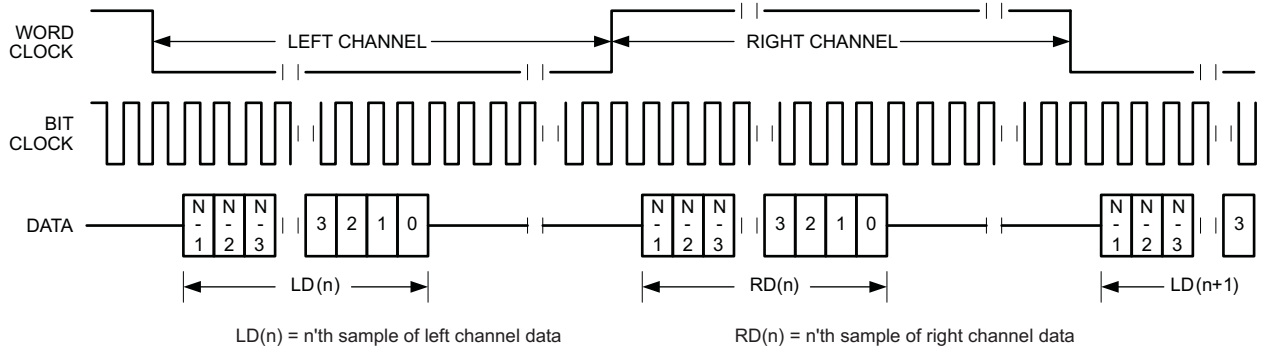 WORD
CLOCK
LEFT CHANNEL
RIGHT CHANNEL
BIT
CLOCK
DATA
N-1 N-2 N-3 3 2 1 0 N-1 N-2 N-3 3 2 1 0 N-1 N-2 N-3 3
LD(n) RD(n) LD(n+1)
LD(n) = n'th sample of left channel data RD(n) = n'th sample of right channel data